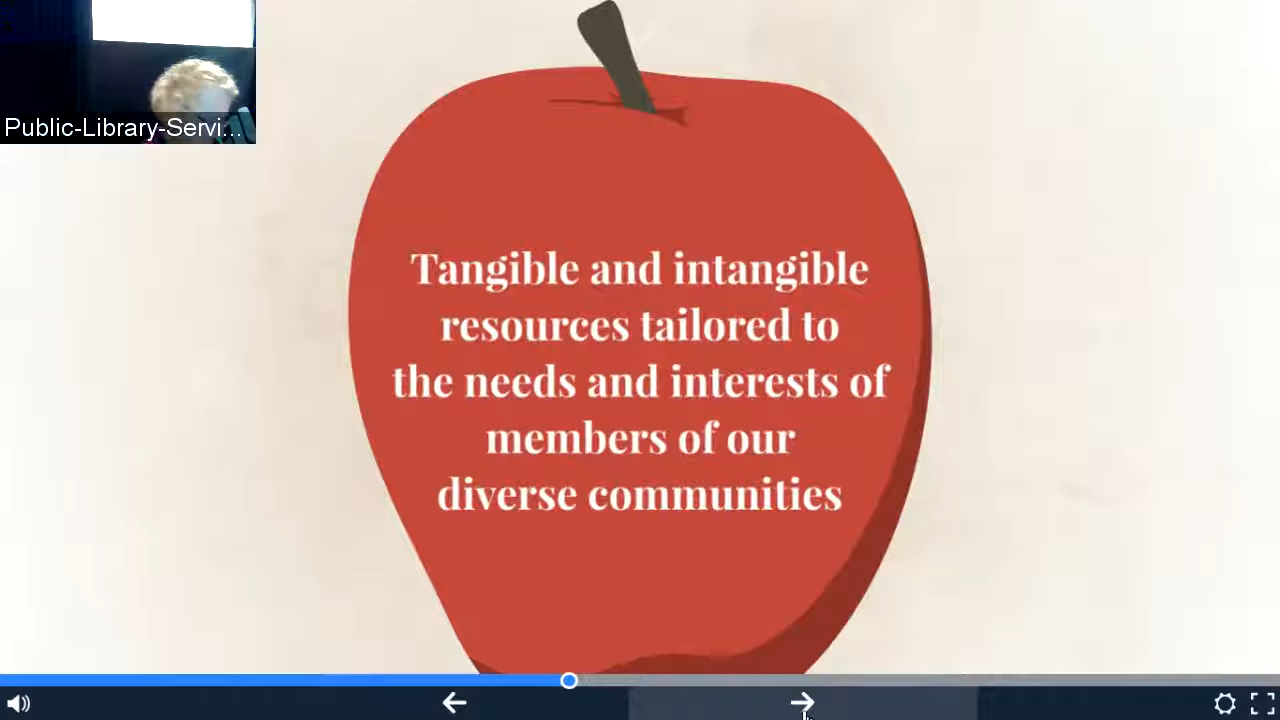 Public-Library-Servi...
Tangible and intangible
resources tailored to
the needs and interests of
members of our
diverse communities